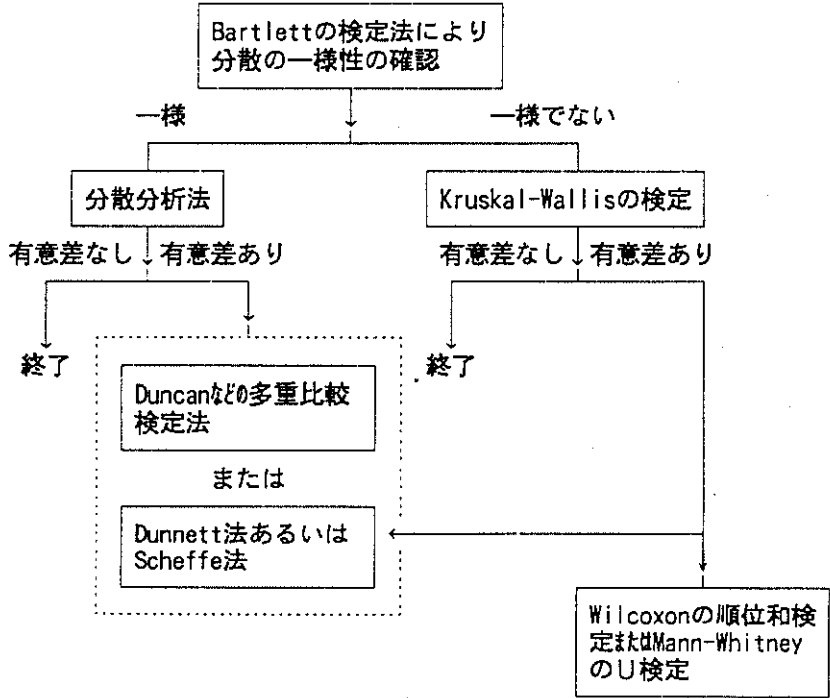 Bartlettの検定法により
分散の一様性の確認
一様
一様でない
分散分析法
Kruskal-Wallisの検定
有意差なし
有意差あり
有意差なし
有意差あり
終了
終了
Duncanなどの多重比較
検定法
または
Dunnett法あるいは
Scheffe法
Wilcoxonの順位和検
定またはMann-Whitney
のU検定